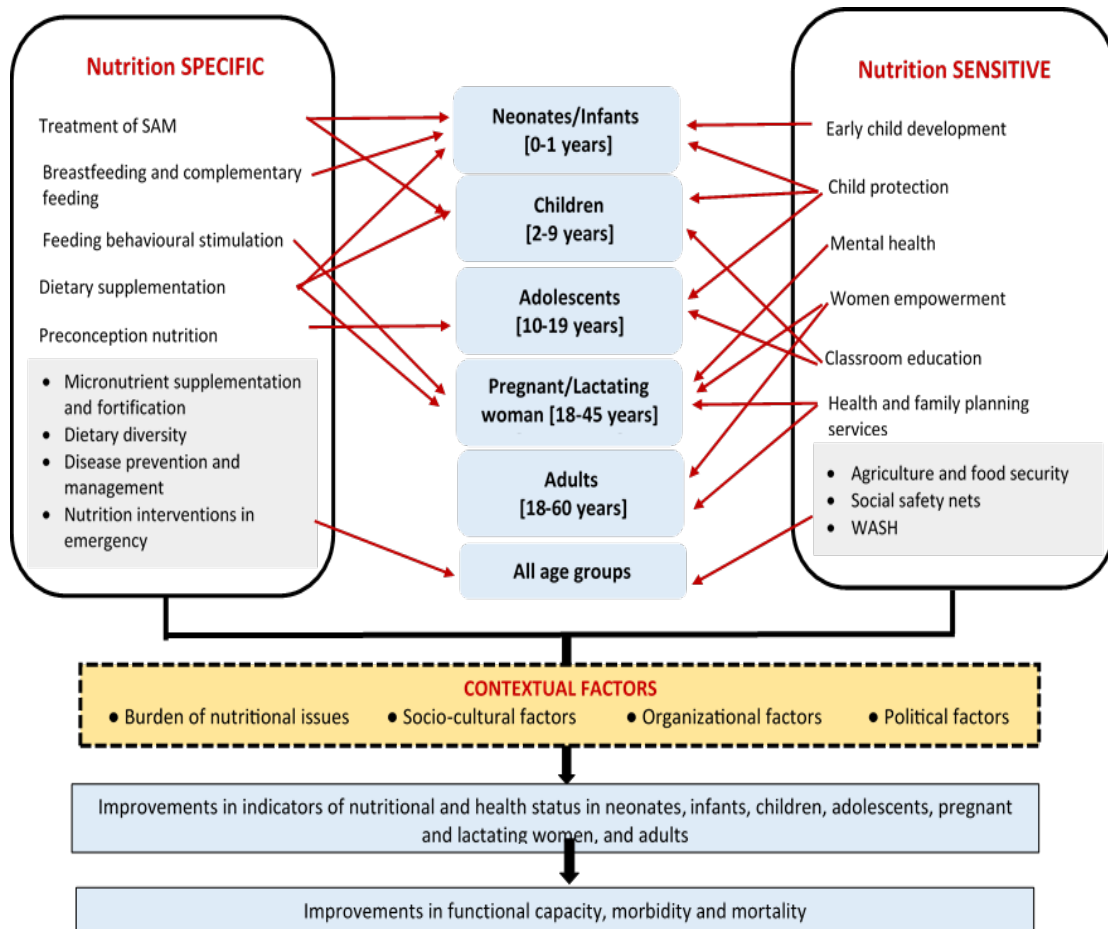 Nutrition SPECIFIC
Treatment of SAM
Breastfeeding and complementary
feeding
Feeding behavioural stimulation
Dietary supplementation
Preconception nutrition
• Micronutrient supplementation
and fortification
• Dietary diversity
• Disease prevention and
management
• Nutrition interventions in
emergency
Neonates/Infants
[0-1 years]
Children
[2-9 years]
Adolescents
[10-19 years]
Pregnant/Lactating
woman [18-45 years]
Adults
[18-60 years]
All age groups
Nutrition SENSITIVE
Early child development
Child protection
Mental health
Women empowerment
Classroom education
Health and family planning
services
• Agriculture and food security
• Social safety nets
• WASH
CONTEXTUAL FACTORS
● Burden of nutritional issues ● Socio-cultural factors ● Organizational factors ● Political factors
Improvements in indicators of nutritional and health status in neonates, infants, children, adolescents, pregnant
and lactating women, and adults
Improvements in functional capacity, morbidity and mortality